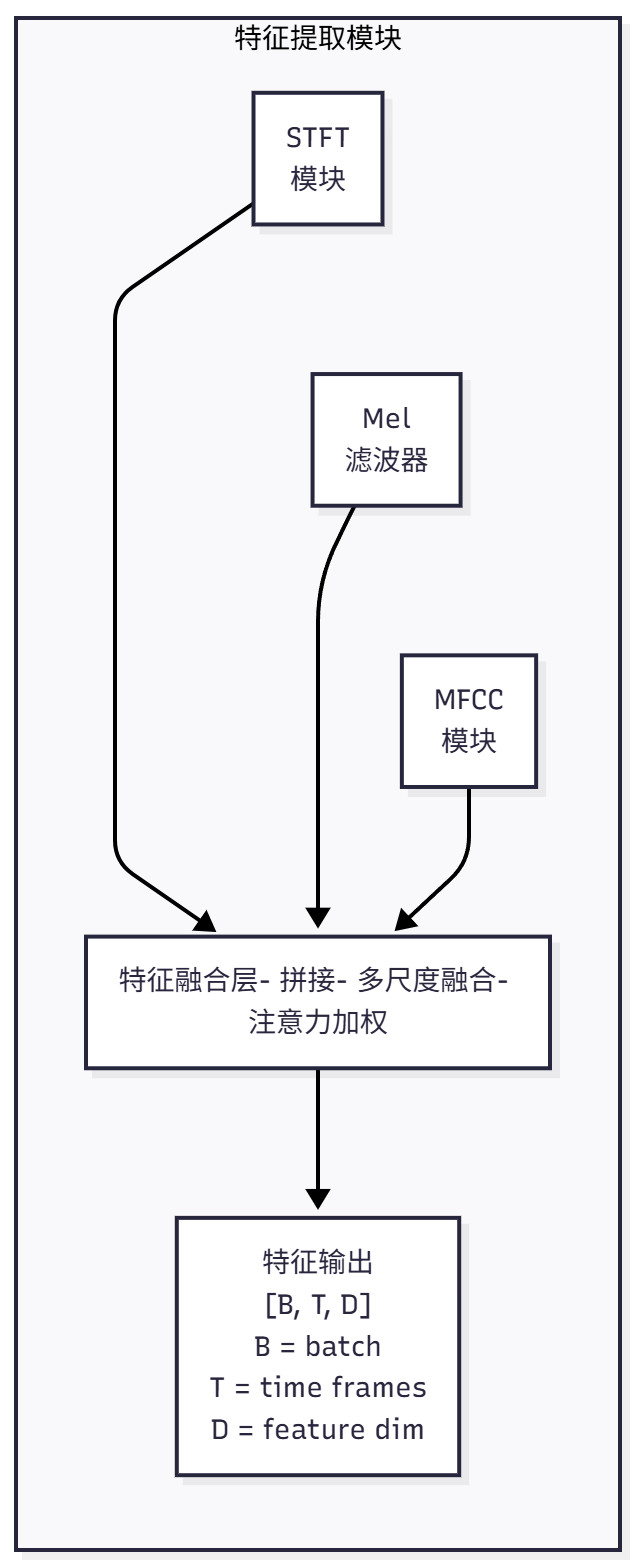 特征提取模块
STFT
模块
Mel
滤波器
MFCC
模块
特征融合层- 拼接- 多尺度融合-
注意力加权
特征输出
[B, T, D]
B = batch
T = time frames
D = feature dim